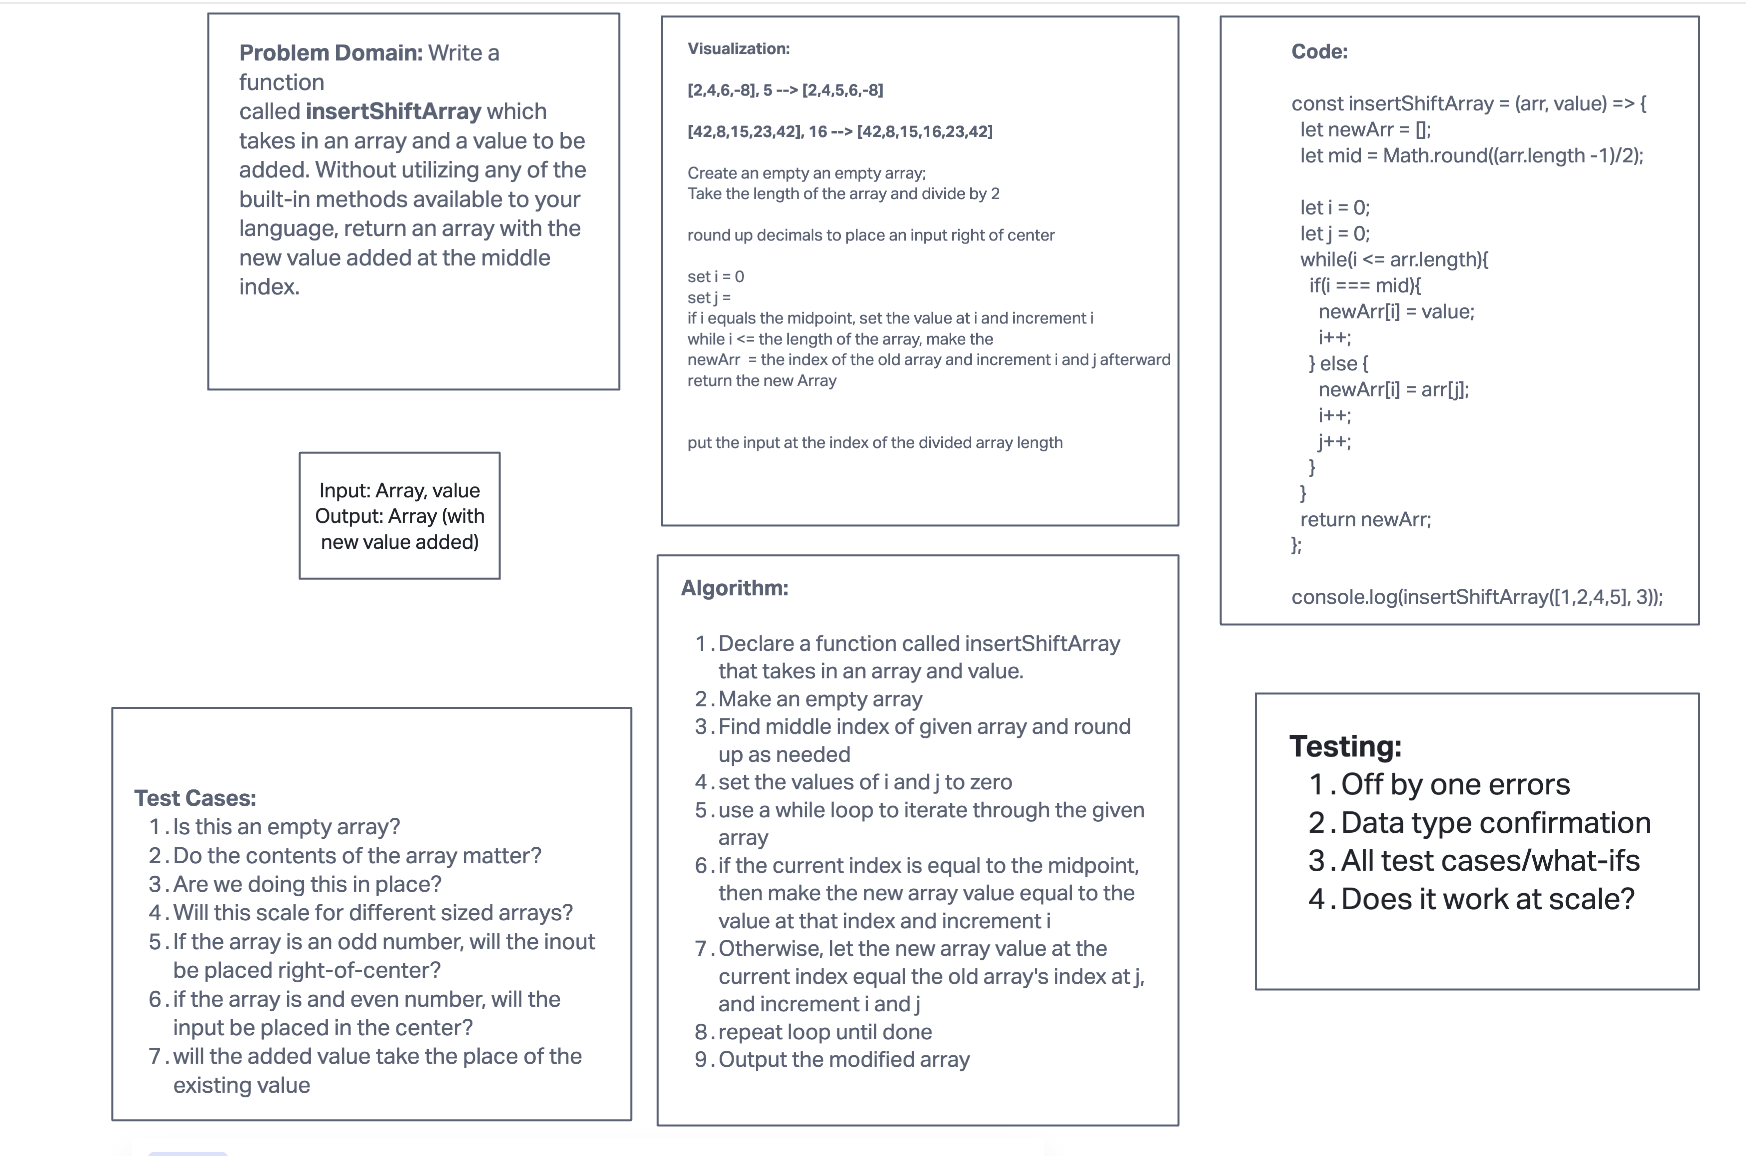 Problem Domain: Write a
function
called insertShiftArray which
takes in an array and a value to be
added. Without utilizing any of the
built-in methods available to your
language, return an array with the
new value added at the middle
index.
Input: Array, value
Output: Array (with
new value added)
Test Cases:
1. Is this an empty array?
2. Do the contents of the array matter?
3. Are we doing this in place?
4. Will this scale for different sized arrays?
5. If the array is an odd number, will the inout
be placed right-of-center?
6. if the array is and even number, will the
input be placed in the center?
7. will the added value take the place of the
existing value
Visualization:
[2,4,6,-8], 5 --> [2,4,5,6,-8]
[42,8,15,23,42], 16 --> [42,8,15,16,23,42]
Create an empty an empty array;
Take the length of the array and divide by 2
round up decimals to place an input right of center
set i = 0
set j =
if i equals the midpoint, set the value at i and increment i
while i <= the length of the array, make the
newArr  = the index of the old array and increment i and j afterward
return the new Array
put the input at the index of the divided array length
Algorithm:
1. Declare a function called insertShiftArray
that takes in an array and value.
2. Make an empty array
3. Find middle index of given array and round
up as needed
4. set the values of i and j to zero
5. use a while loop to iterate through the given
array
6. if the current index is equal to the midpoint,
then make the new array value equal to the
value at that index and increment i
7. Otherwise, let the new array value at the
current index equal the old array's index at j,
and increment i and j
8. repeat loop until done
9. Output the modified array
Code:
const insertShiftArray = (arr, value) => {
let newArr = [];
let mid = Math.round((arr.length -1)/2);
let i = 0;
let j = 0;
while(i <= arr.length){
if(i === mid){
newArr[i] = value;
i++;
} else {
newArr[i] = arr[j];
i++;
j++;
}
}
return newArr;
};
console.log(insertShiftArray([1,2,4,5], 3));
Testing:
1. Off by one errors
2. Data type confirmation
3. All test cases/what-ifs
4. Does it work at scale?